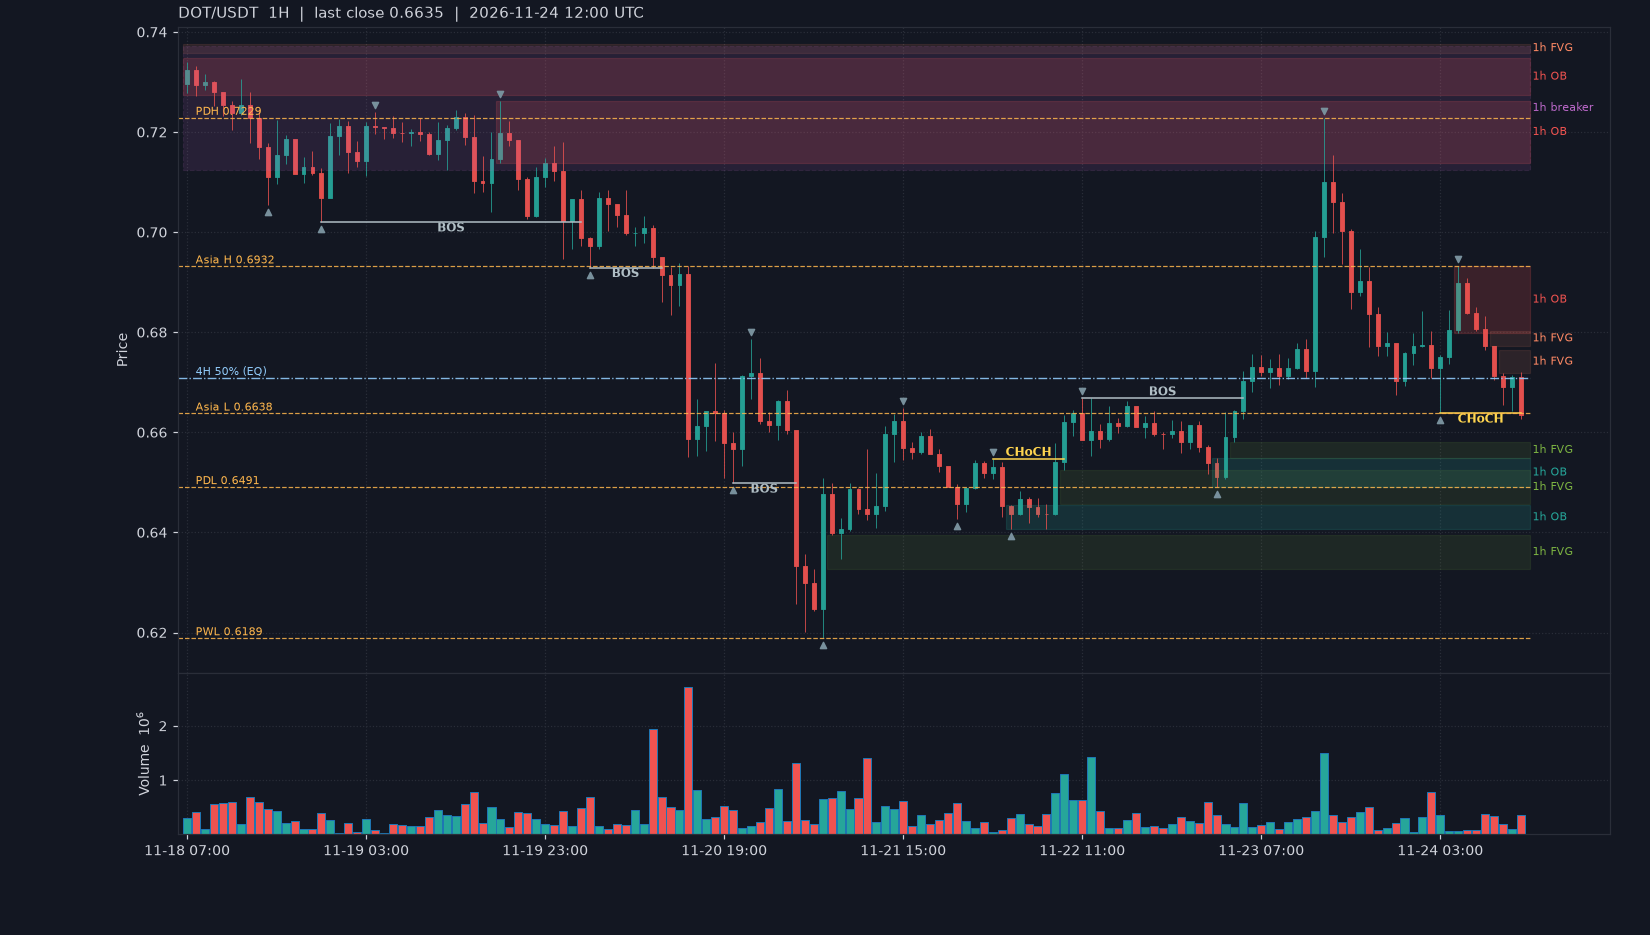 DOT/USDT 1H | last close 0.6635 | 2026-11-24 12:00 UTC
0.74
0.72
0.70
0.68
0.66
0.64
0.62
Price
PDH 0.7229
Asia H 0.6932
4H 50% (EQ)
Asia L 0.6638
PDL 0.6491
PWL 0.6189
BOS
BOS
BOS
CHoCH
BOS
CHoCH
1h FVG
1h OB
1h breaker
1h OB
1h OB
1h FVG
1h FVG
1h FVG
1h OB
1h FVG
1h OB
1h FVG
Volume 10⁶
2
1
11-18 07:00
11-19 03:00
11-19 23:00
11-20 19:00
11-21 15:00
11-22 11:00
11-23 07:00
11-24 03:00